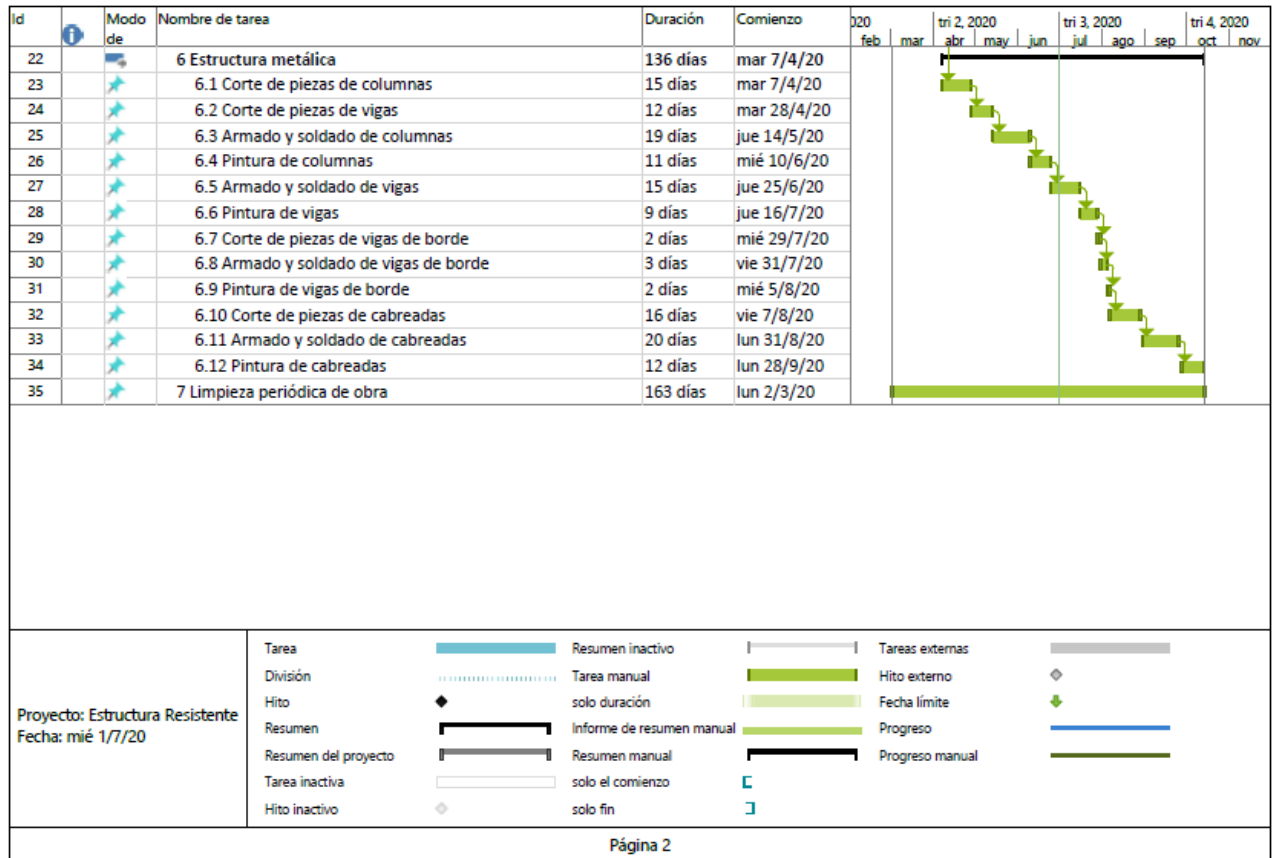 Id Modo de Nombre de tarea Duración Comienzo 020 tri 2, 2020 tri 3, 2020 tri 4, 2020
feb mar abr may jun jul ago sep oct nov
22 6 Estructura metálica 136 días mar 7/4/20
23 6.1 Corte de piezas de columnas 15 días mar 7/4/20
24 6.2 Corte de piezas de vigas 12 días mar 28/4/20
25 6.3 Armado y soldado de columnas 19 días jue 14/5/20
26 6.4 Pintura de columnas 11 días mié 10/6/20
27 6.5 Armado y soldado de vigas 15 días jue 25/6/20
28 6.6 Pintura de vigas 9 días jue 16/7/20
29 6.7 Corte de piezas de vigas de borde 2 días mié 29/7/20
30 6.8 Armado y soldado de vigas de borde 3 días vie 31/7/20
31 6.9 Pintura de vigas de borde 2 días mié 5/8/20
32 6.10 Corte de piezas de cabreadas 16 días vie 7/8/20
33 6.11 Armado y soldado de cabreadas 20 días lun 31/8/20
34 6.12 Pintura de cabreadas 12 días lun 28/9/20
35 7 Limpieza periódica de obra 163 días lun 2/3/20
Proyecto: Estructura Resistente
Fecha: mié 1/7/20
Tarea Resumen inactivo Tareas externas
División Tarea manual Hito externo
Hito solo duración Fecha límite
Resumen Informe de resumen manual Progreso
Resumen del proyecto Resumen manual Progreso manual
Tarea inactiva solo el comienzo
Hito inactivo solo fin
Página 2